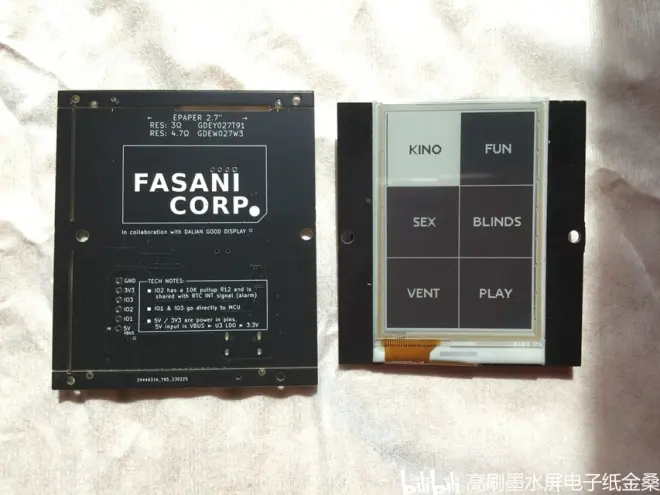 ← EPAPER 2.7" →
RES: 3Ω GDEY027T91
RES: 4.7Ω GDEW027W3
FASANI
CORP.
In collaboration with DALIAN GOOD DISPLAY
GND
3V3
IO3
IO2
IO1
5V
TECH NOTES:
■ IO2 has a 10K pullup R12 and is
shared with RTC INT signal (alarm)
■ IO1 & IO3 go directly to MCU
■ 5V / 3V3 are power in pins.
5V input is VBUS ► U3 LDO ► 3.3V
KINO
FUN
SEX
BLINDS
VENT
PLAY
bilibili 高刷墨水屏电子纸金桑